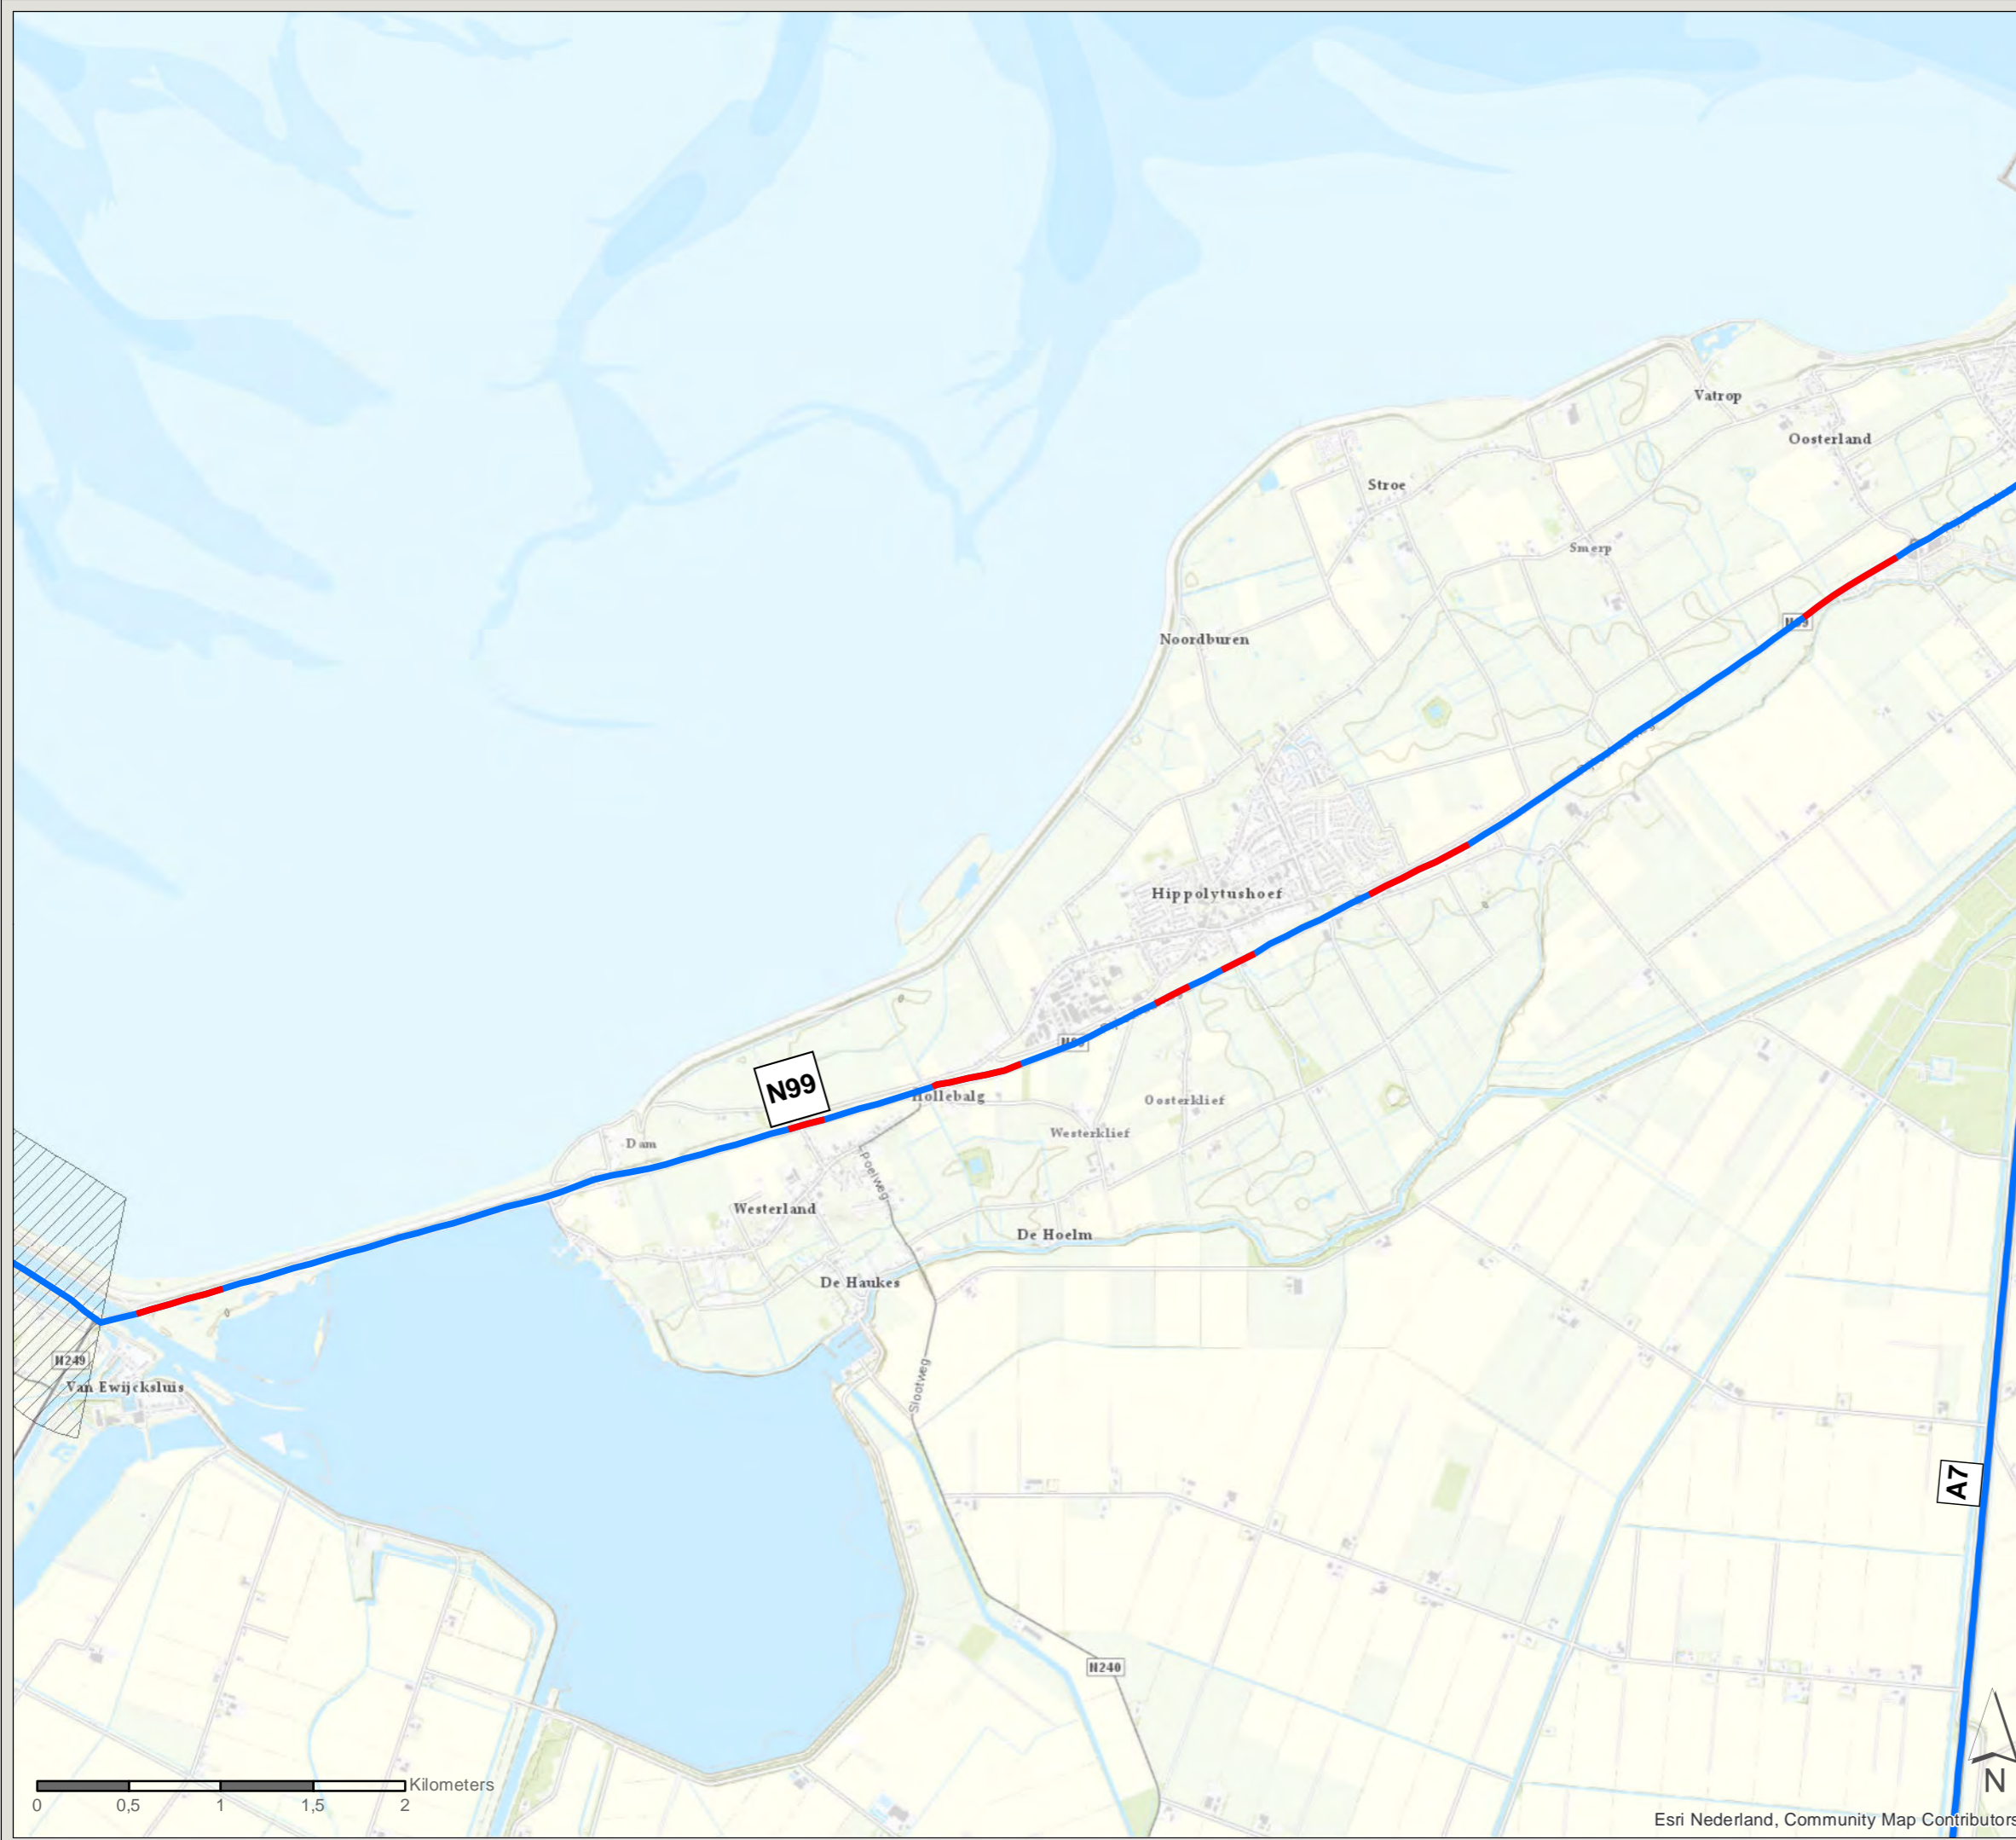 Vatrop
Oosterland
Stroe
Smerp
Noordburen
Hippolytushoef
N99
Hollebalg
Oosterklief
Westerklief
Dam
Poelweg
Westerland
De Hoelm
De Haukes
N249
Van Ewijcksluis
Slootweg
A7
N240
Kilometers
0 0,5 1 1,5 2
N
Esri Nederland, Community Map Contributors